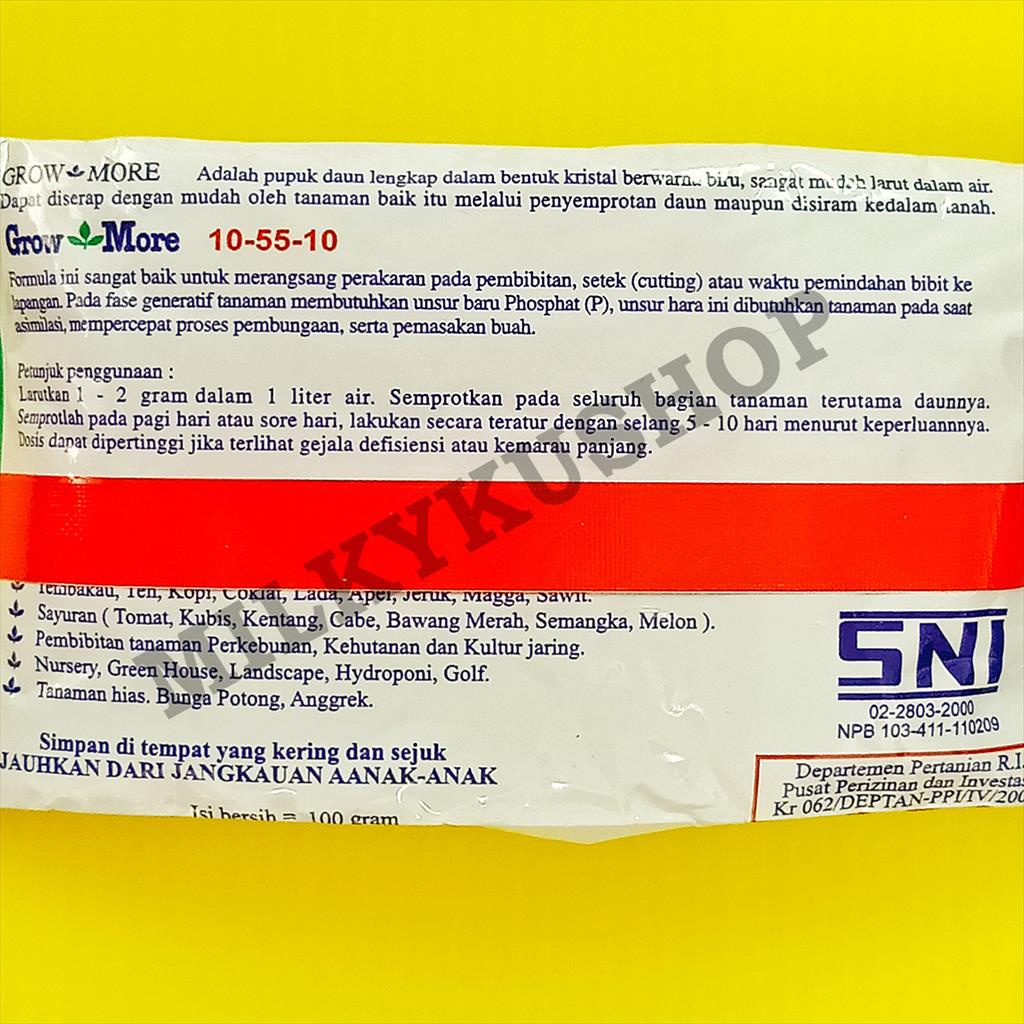 GROW MORE Adalah pupuk daun lengkap dalam bentuk kristal berwarna biru, sangat mudah larut dalam air.
Dapat diserap dengan mudah oleh tanaman baik itu melalui penyemprotan daun maupun disiram kedalam tanah.
Grow More 10-55-10
Formula ini sangat baik untuk merangsang perakaran pada pembibitan, setek (cutting) atau waktu pemindahan bibit ke
lapangan. Pada fase generatif tanaman membutuhkan unsur baru Phosphat (P), unsur hara ini dibutuhkan tanaman pada saat
asimilasi, mempercepat proses pembungaan, serta pemasakan buah.
Petunjuk penggunaan :
Larutkan 1 - 2 gram dalam 1 liter air. Semprotkan pada seluruh bagian tanaman terutama daunnya.
Semprotlah pada pagi hari atau sore hari, lakukan secara teratur dengan selang 5 - 10 hari menurut keperluannnya.
Dosis dapat dipertinggi jika terlihat gejala defisiensi atau kemarau panjang.
Tembakau, Teh, Kopi, Coklat, Lada, Apel, Jeruk, Magga, Sawit.
Sayuran ( Tomat, Kubis, Kentang, Cabe, Bawang Merah, Semangka, Melon ).
Pembibitan tanaman Perkebunan, Kehutanan dan Kultur jaring.
Nursery, Green House, Landscape, Hydroponi, Golf.
Tanaman hias. Bunga Potong, Anggrek.
SNI
02-2803-2000
NPB 103-411-110209
Simpan di tempat yang kering dan sejuk
JAUHKAN DARI JANGKAUAN AANAK-ANAK
Departemen Pertanian R.I.
Pusat Perizinan dan Investas
Kr 062/DEPTAN-PPI/IV/200
Isi bersih = 100 gram
MILKYKUSHOP